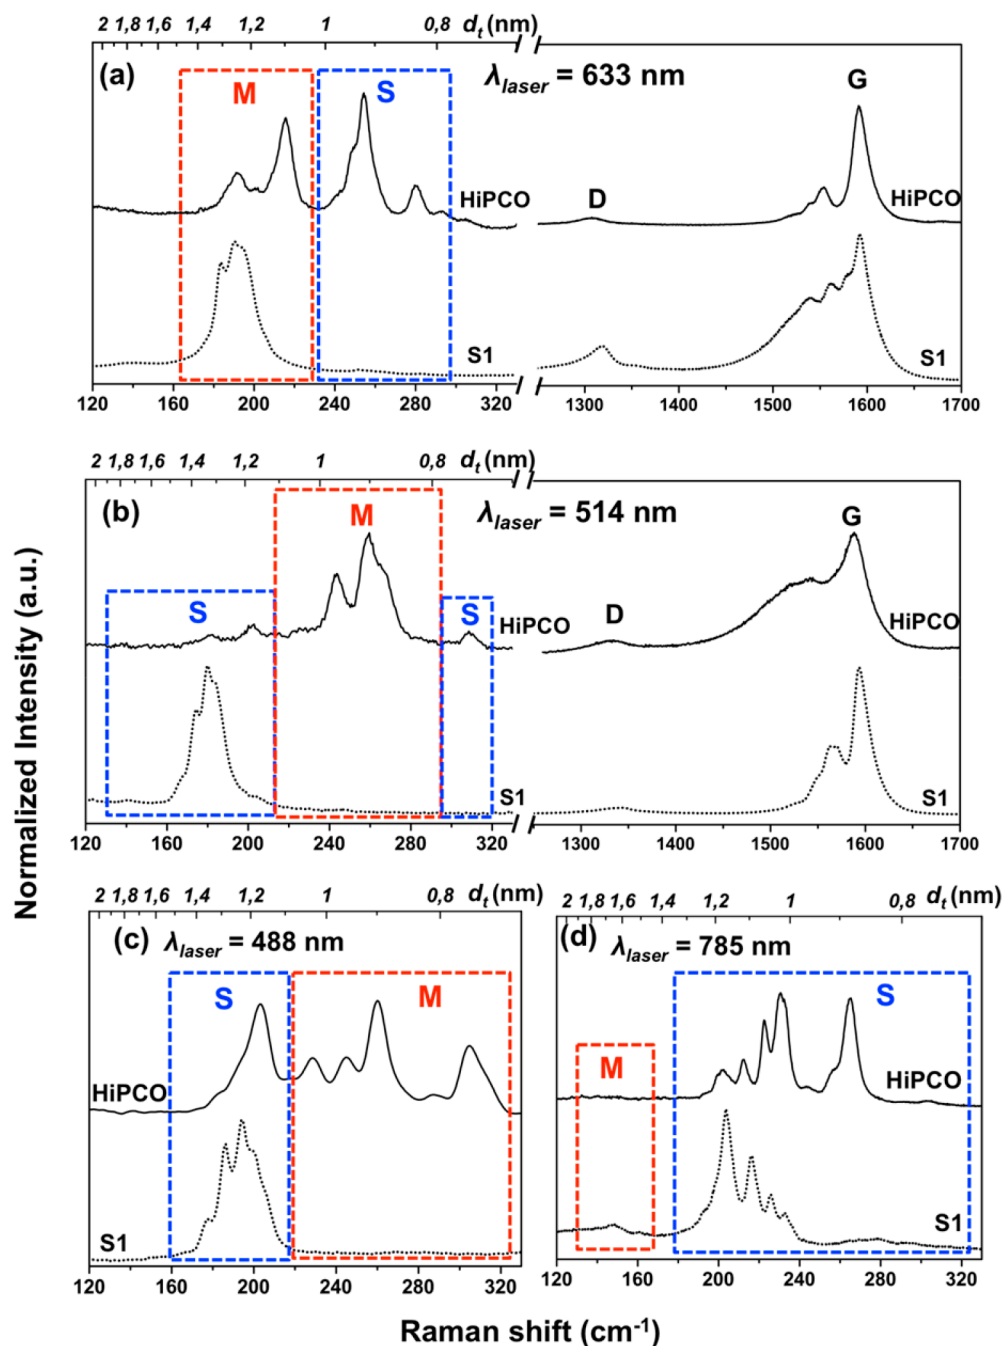 2 1,8 1,6 1,4 1,2 1 0,8 dt (nm)
(a) M S λlaser = 633 nm G
HiPCO D HiPCO
S1 S1
120 160 200 240 280 320 1300 1400 1500 1600 1700
2 1,8 1,6 1,4 1,2 1 0,8 dt (nm)
(b) M λlaser = 514 nm G
S S HiPCO D HiPCO
S1 S1
120 160 200 240 280 320 1300 1400 1500 1600 1700
Normalized Intensity (a.u.)
2 1,8 1,6 1,4 1,2 1 0,8 dt (nm)
(c) λlaser = 488 nm
S M
HiPCO
S1
120 160 200 240 280 320
2 1,8 1,6 1,4 1,2 1 0,8 dt (nm)
(d) λlaser = 785 nm
S
M
HiPCO
S1
120 160 200 240 280 320
Raman shift (cm-1)